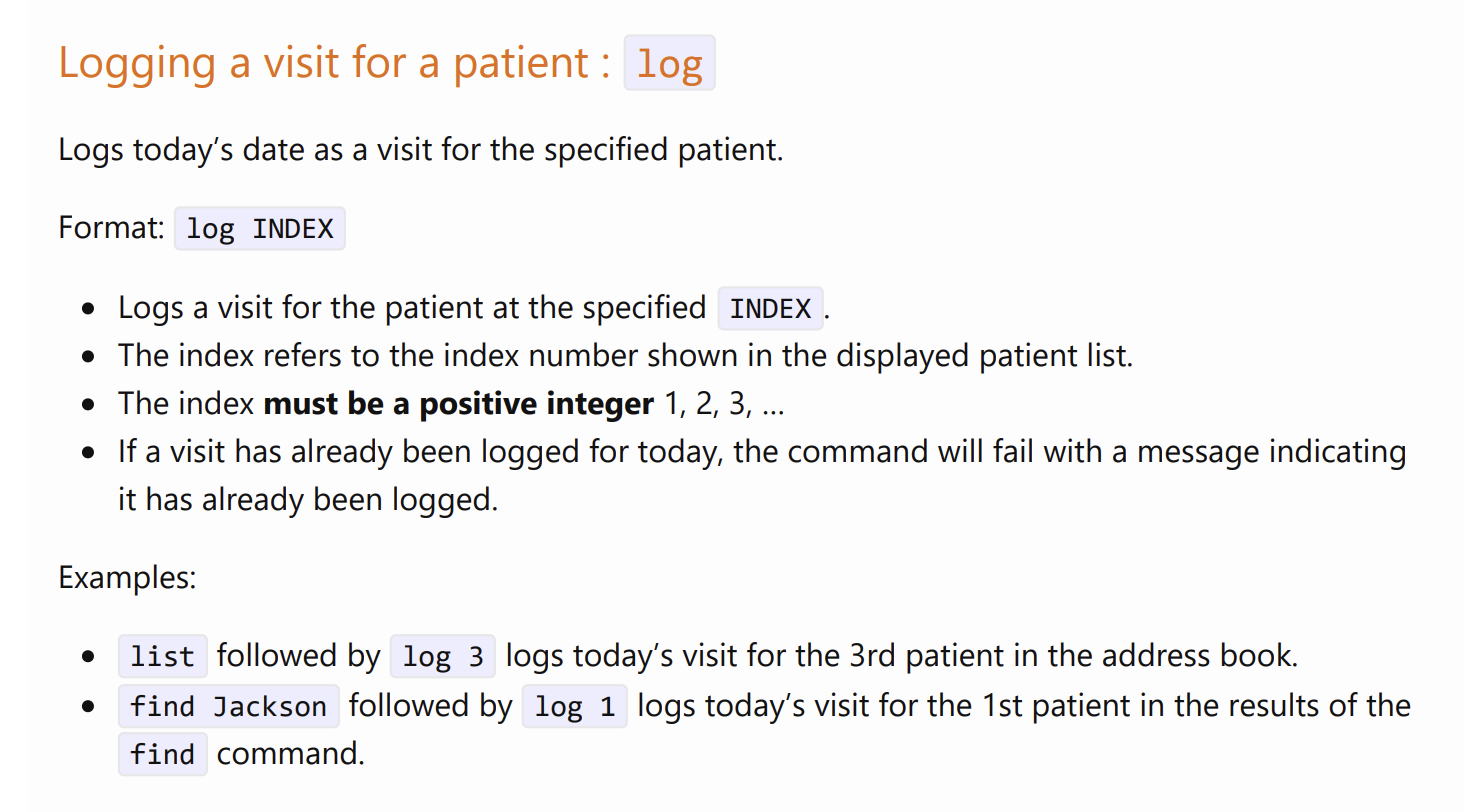 Logging a visit for a patient : log
Logs today’s date as a visit for the specified patient.
Format: log INDEX
• Logs a visit for the patient at the specified INDEX.
• The index refers to the index number shown in the displayed patient list.
• The index must be a positive integer 1, 2, 3, …
• If a visit has already been logged for today, the command will fail with a message indicating
it has already been logged.
Examples:
• list followed by log 3 logs today’s visit for the 3rd patient in the address book.
• find Jackson followed by log 1 logs today’s visit for the 1st patient in the results of the
find command.